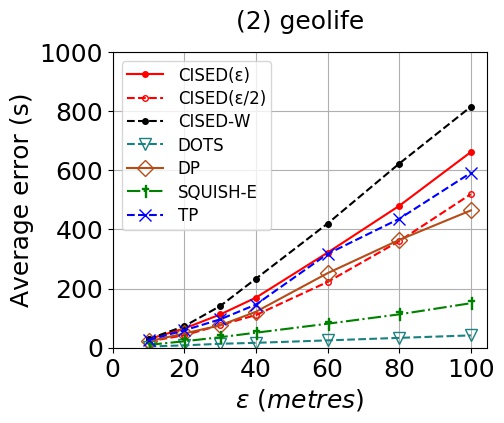 (2) geolife
Average error (s)
1000
800
600
400
200
0
CISED(ε)
CISED(ε/2)
CISED-W
DOTS
DP
SQUISH-E
TP
0 20 40 60 80 100
ε (metres)